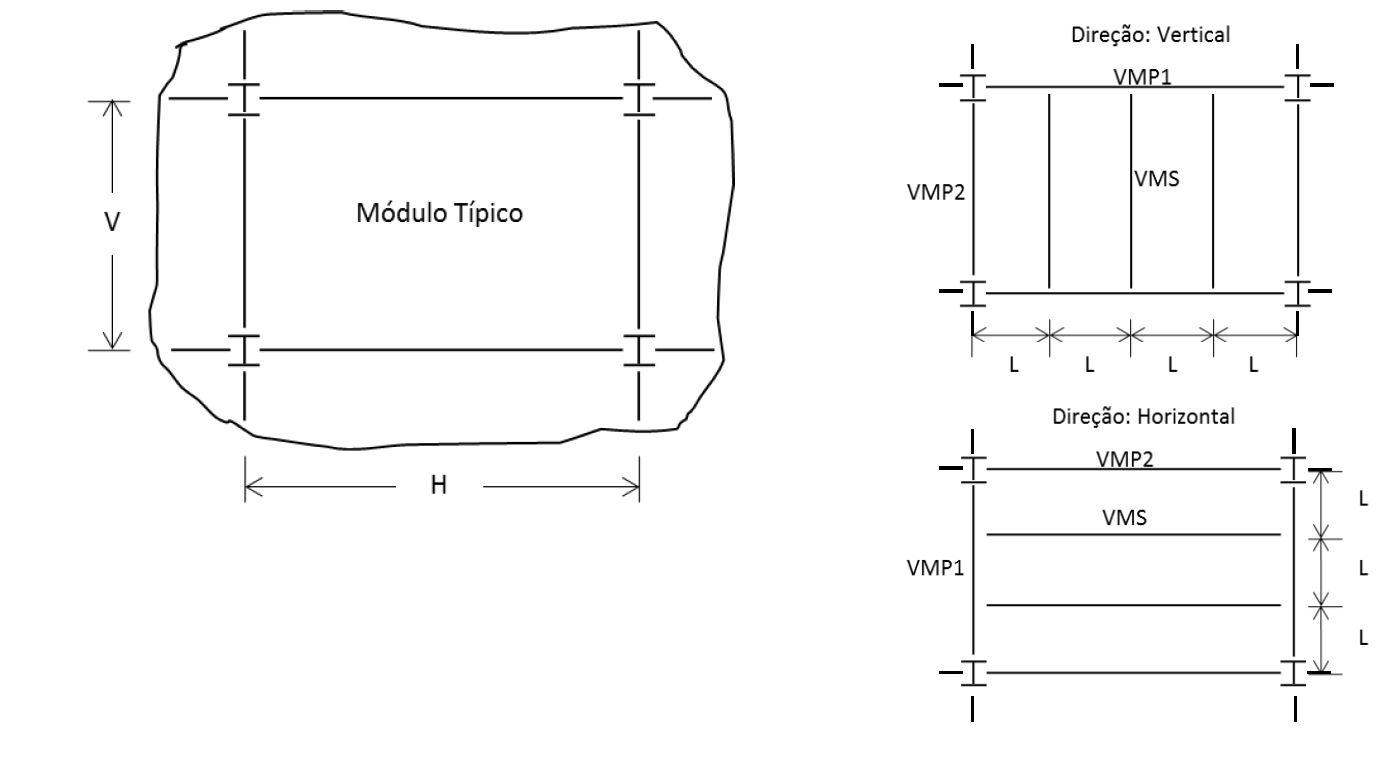 V
Módulo Típico
H
Direção: Vertical
VMP1
VMP2
VMS
L
L
L
L
Direção: Horizontal
VMP2
L
VMS
VMP1
L
L